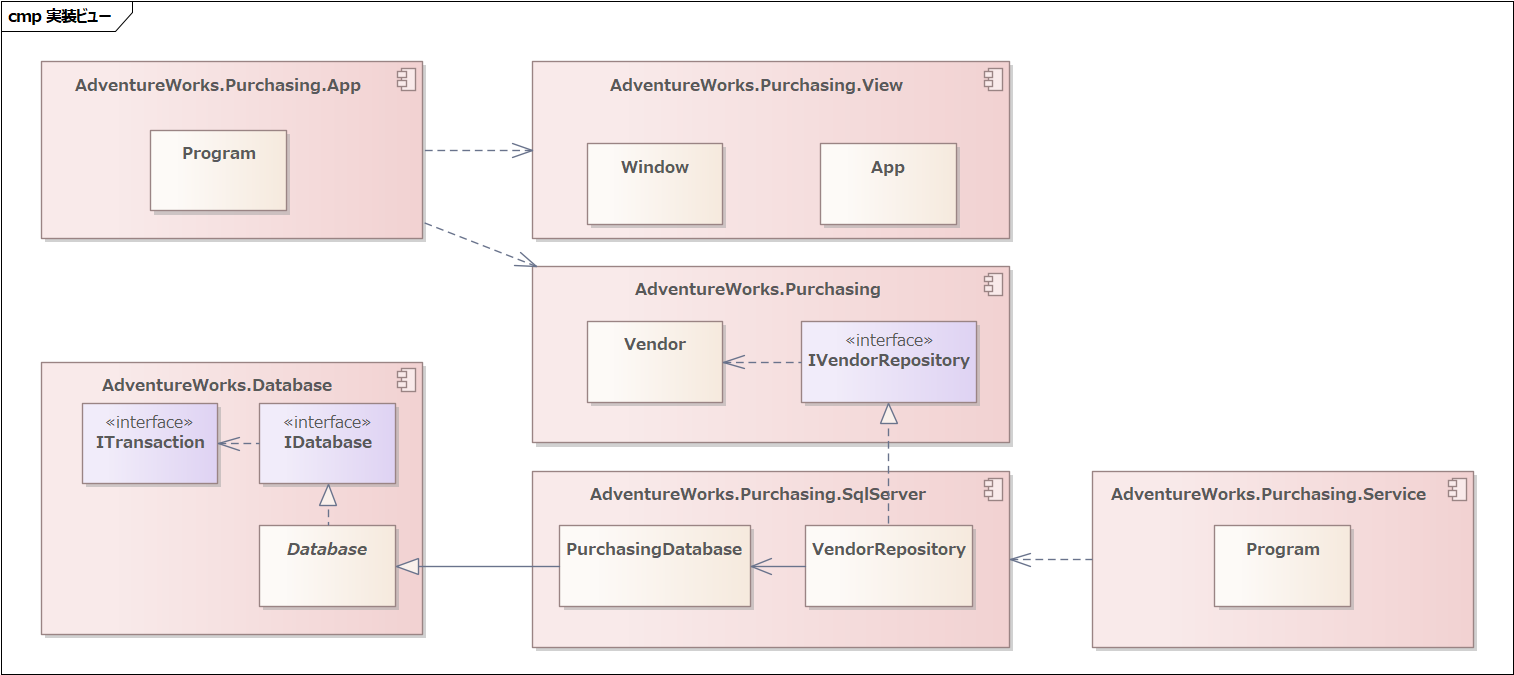 cmp 実装ビュー
AdventureWorks.Purchasing.App
Program
AdventureWorks.Purchasing.View
Window
App
AdventureWorks.Purchasing
Vendor
«interface»
IVendorRepository
AdventureWorks.Database
«interface»
ITransaction
«interface»
IDatabase
Database
AdventureWorks.Purchasing.SqlServer
PurchasingDatabase
VendorRepository
AdventureWorks.Purchasing.Service
Program